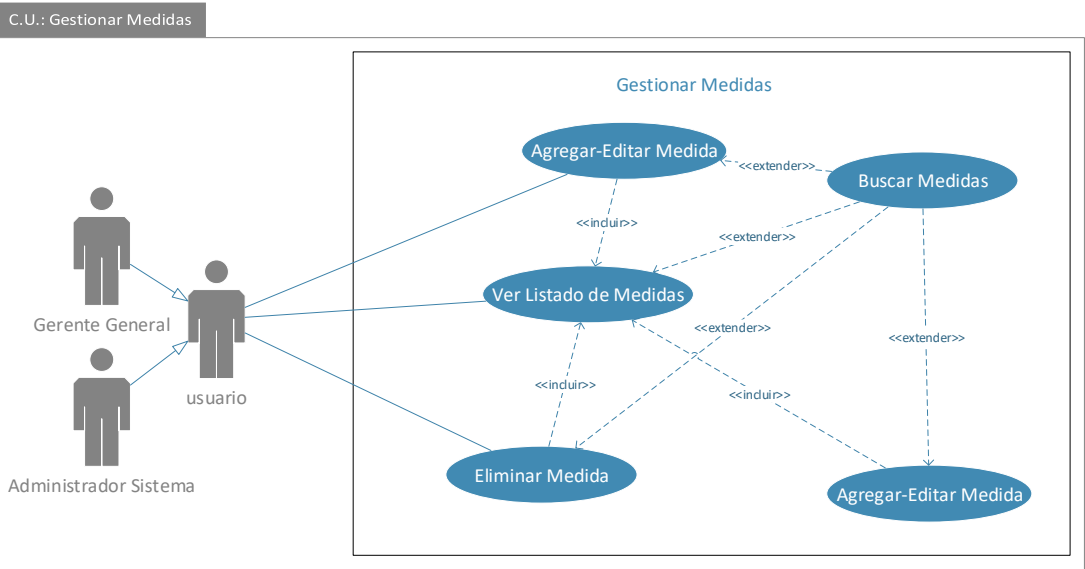 C.U.: Gestionar Medidas
Gestionar Medidas
Agregar-Editar Medida
<<extender>>
Buscar Medidas
<<incluir>>
<<extender>>
Ver Listado de Medidas
Gerente General
<<extender>>
<<extender>>
usuario
<<incluir>>
<<incluir>>
Eliminar Medida
Administrador Sistema
Agregar-Editar Medida